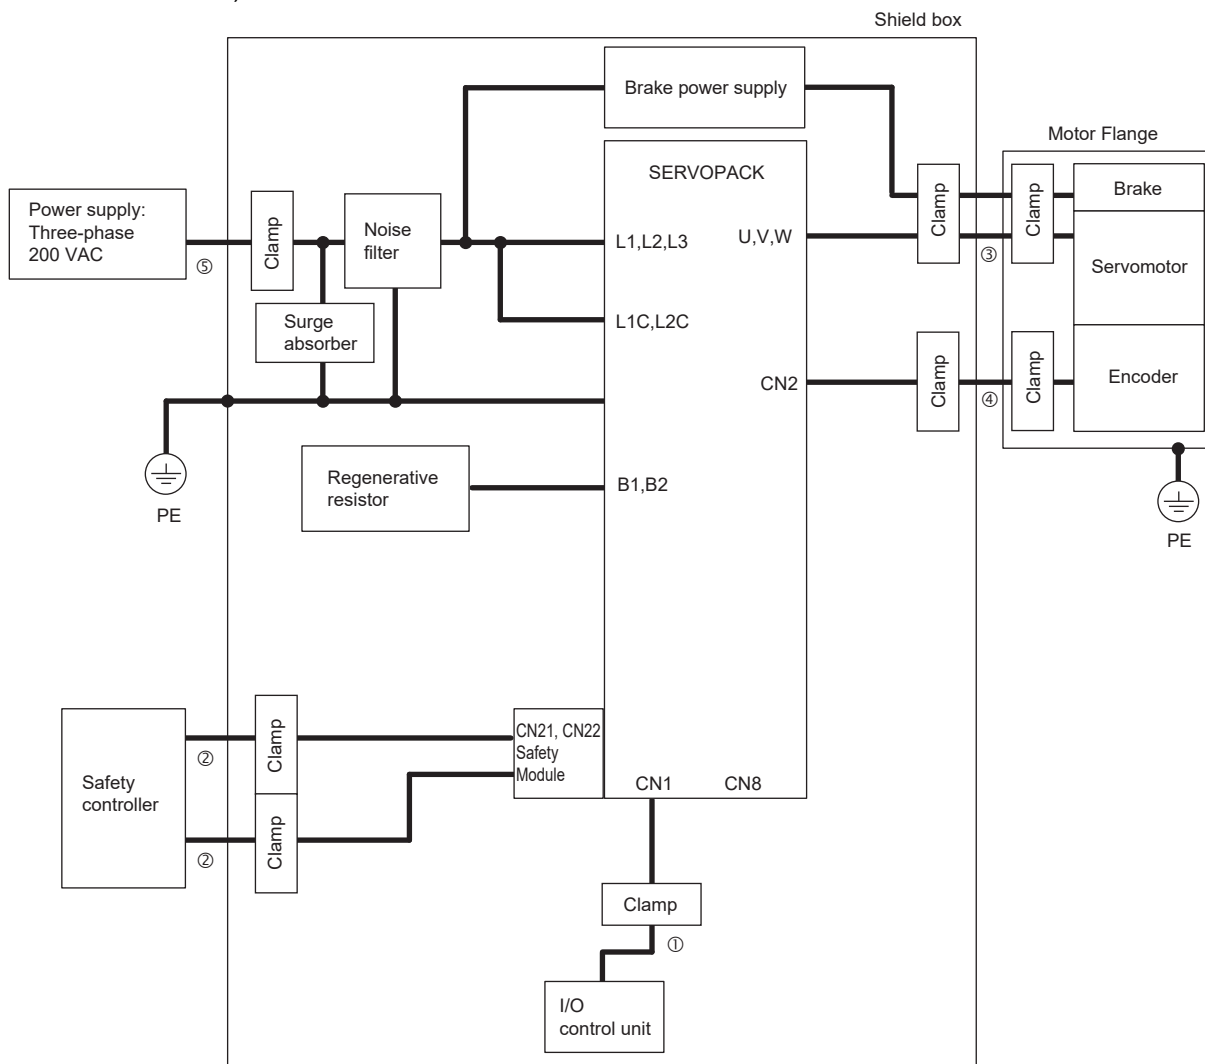 Shield box
Brake power supply
Motor Flange
SERVOPACK
Power supply:
Three-phase
200 VAC
⑤
Clamp
Noise
filter
L1,L2,L3
U,V,W
Clamp
③
Clamp
Brake
Servomotor
Surge
absorber
L1C,L2C
CN2
Clamp
④
Clamp
Encoder
PE
Regenerative
resistor
B1,B2
PE
Safety
controller
②
Clamp
②
Clamp
CN21, CN22
Safety
Module
CN1
CN8
Clamp
①
I/O
control unit